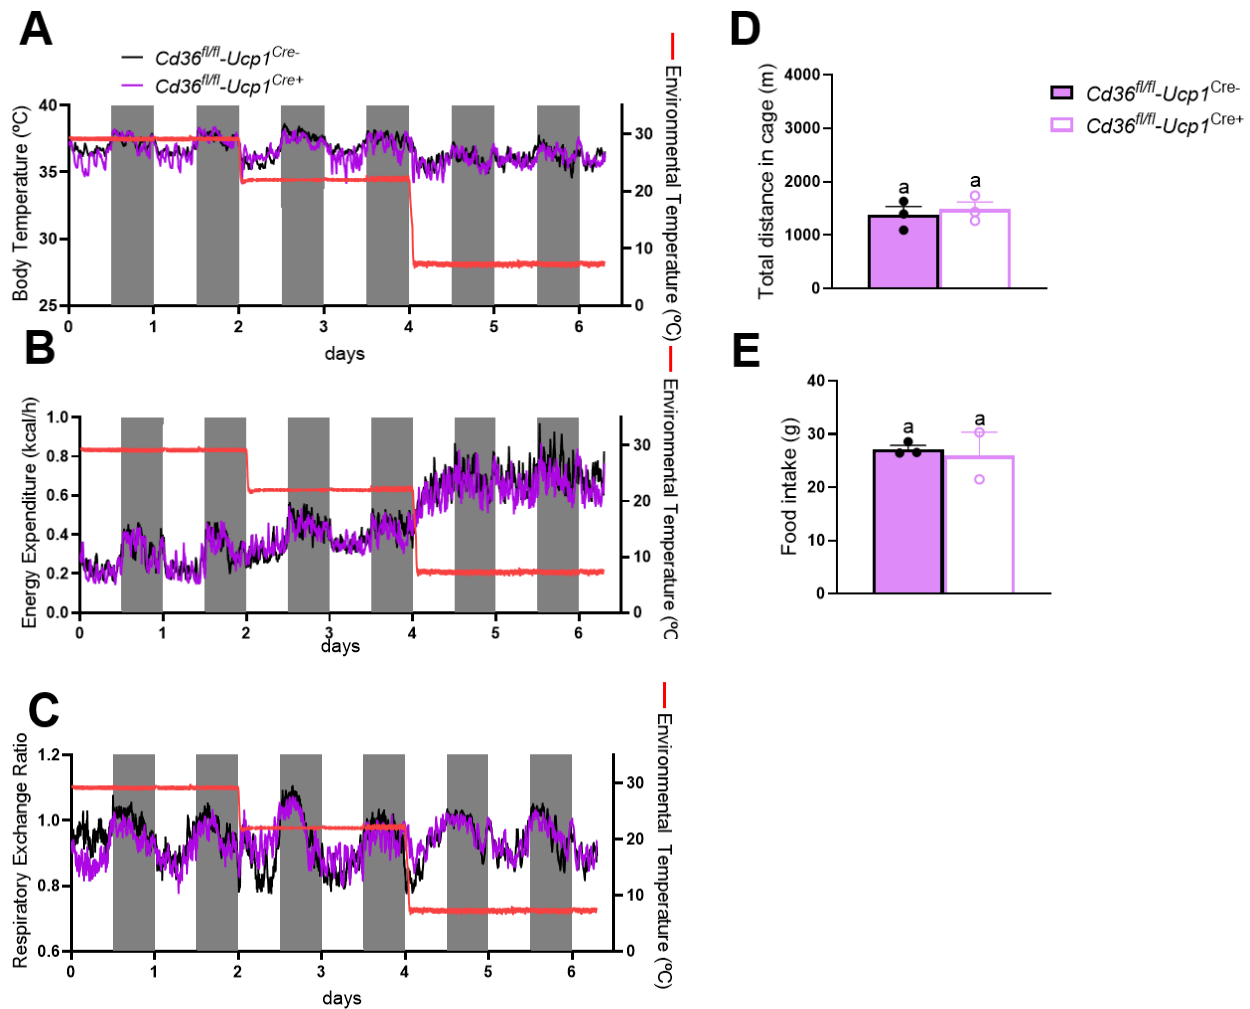 A
Cd36fl/fl-Ucp1Cre-
Cd36fl/fl-Ucp1Cre+
Body Temperature (ºC)
40
35
30
25
0 1 2 3 4 5 6
days
30
20
10
0
Environmental Temperature (ºC)
B
Energy Expenditure (kcal/h)
1.0
0.8
0.6
0.4
0.2
0.0
0 1 2 3 4 5 6
days
30
20
10
0
Environmental Temperature (ºC
C
Respiratory Exchange Ratio
1.2
1.0
0.8
0.6
0 1 2 3 4 5 6
days
30
20
10
0
Environmental Temperature (ºC)
D
Total distance in cage (m)
4000
3000
2000
1000
0
a a
Cd36fl/fl-Ucp1Cre-
Cd36fl/fl-Ucp1Cre+
E
Food intake (g)
40
30
20
10
0
a a